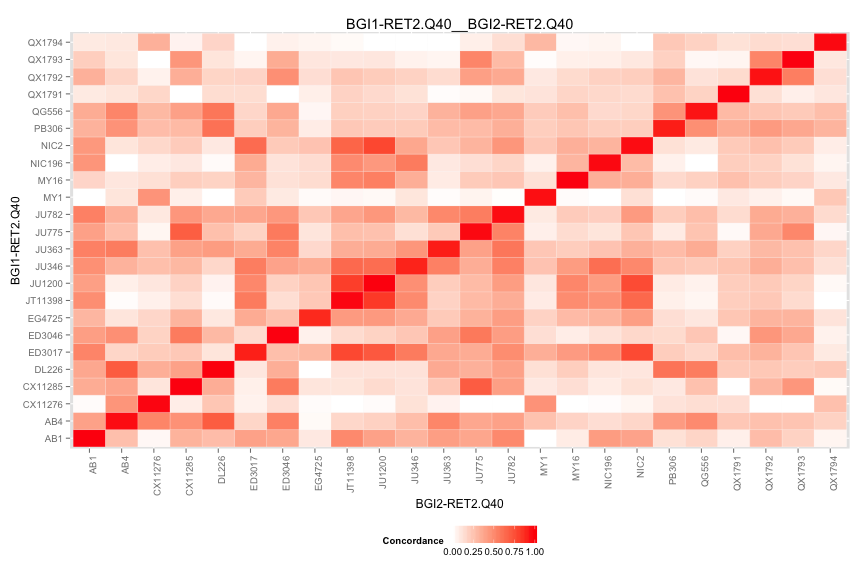 BGI1-RET2.Q40__BGI2-RET2.Q40
QX1794
QX1793
QX1792
QX1791
QG556
PB306
NIC2
NIC196
MY16
MY1
JU782
JU775
JU363
JU346
JU1200
JT11398
EG4725
ED3046
ED3017
DL226
CX11285
CX11276
AB4
AB1
BGI1-RET2.Q40
AB1
AB4
CX11276
CX11285
DL226
ED3017
ED3046
EG4725
JT11398
JU1200
JU346
JU363
JU775
JU782
MY1
MY16
NIC196
NIC2
PB306
QG556
QX1791
QX1792
QX1793
QX1794
BGI2-RET2.Q40
Concordance
0.00 0.25 0.50 0.75 1.00